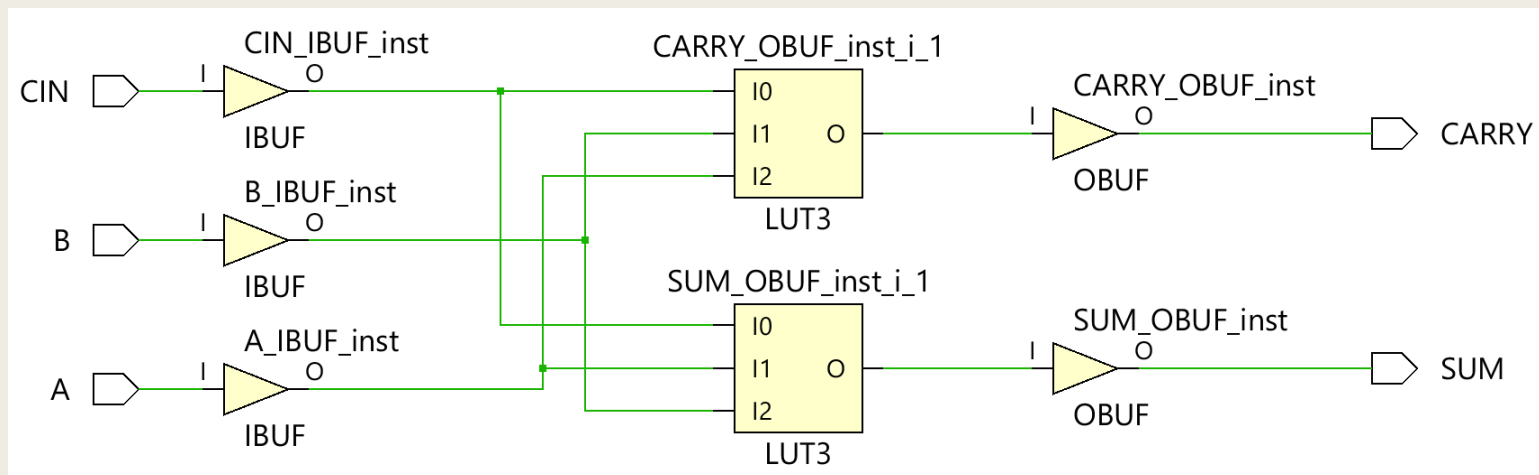 CIN
I
CIN_IBUF_inst
O
IBUF
B
I
B_IBUF_inst
O
IBUF
A
I
A_IBUF_inst
O
IBUF
CARRY_OBUF_inst_i_1
I0
I1
I2
O
LUT3
SUM_OBUF_inst_i_1
I0
I1
I2
O
LUT3
CARRY_OBUF_inst
I
O
OBUF
CARRY
SUM_OBUF_inst
I
O
OBUF
SUM